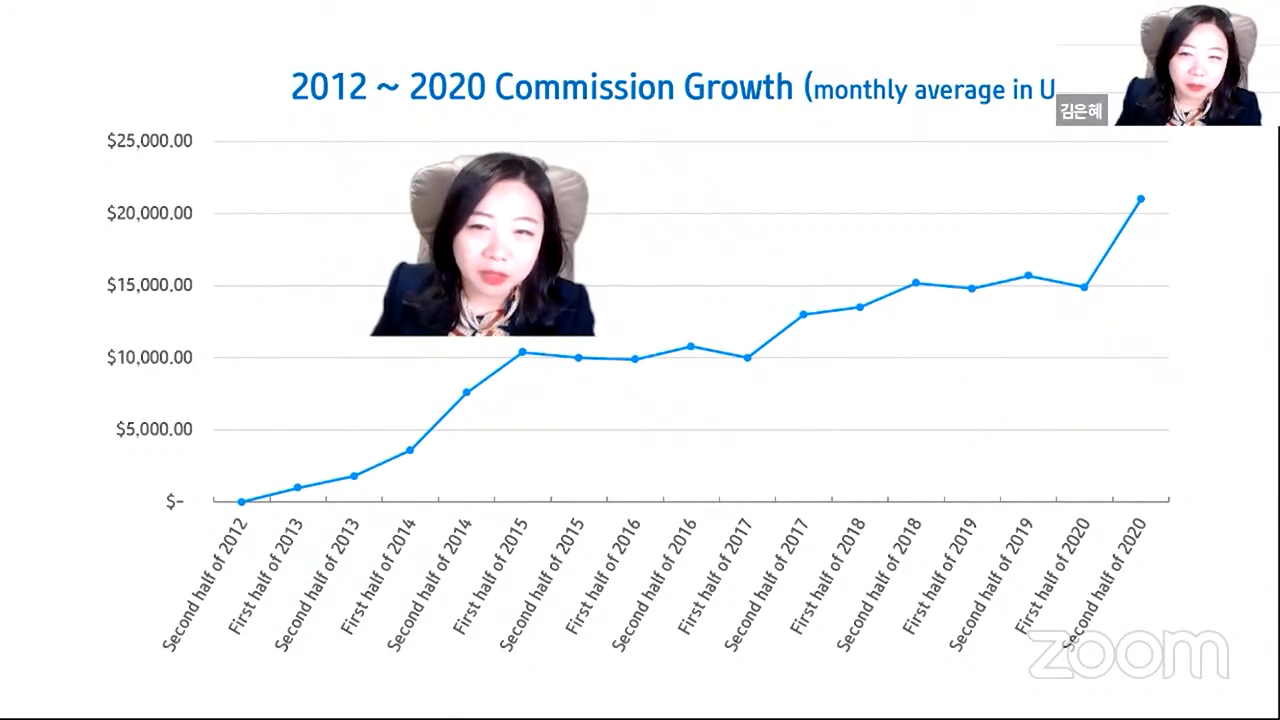 2012 ~ 2020 Commission Growth (monthly average in U
김은혜
$25,000.00
$20,000.00
$15,000.00
$10,000.00
$5,000.00
$-
Second half of 2012
First half of 2013
Second half of 2013
First half of 2014
Second half of 2014
First half of 2015
Second half of 2015
First half of 2016
Second half of 2016
First half of 2017
Second half of 2017
First half of 2018
Second half of 2018
First half of 2019
Second half of 2019
First half of 2020
Second half of 2020
zoom